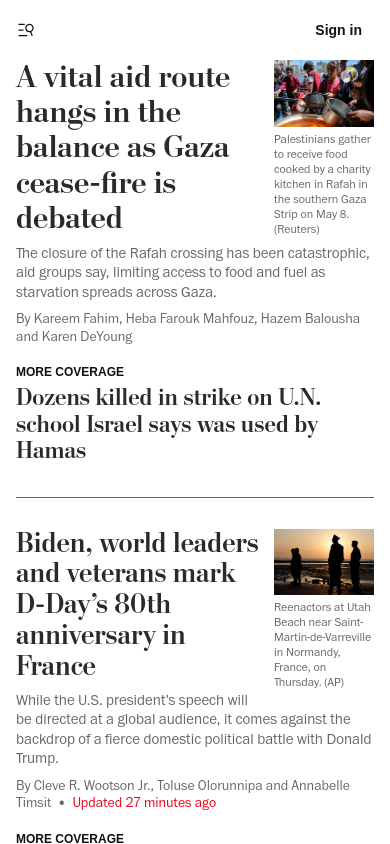 Sign in
A vital aid route
hangs in the
balance as Gaza
cease-fire is
debated
Palestinians gather
to receive food
cooked by a charity
kitchen in Rafah in
the southern Gaza
Strip on May 8.
(Reuters)
The closure of the Rafah crossing has been catastrophic,
aid groups say, limiting access to food and fuel as
starvation spreads across Gaza.
By Kareem Fahim, Heba Farouk Mahfouz, Hazem Balousha
and Karen DeYoung
MORE COVERAGE
Dozens killed in strike on U.N.
school Israel says was used by
Hamas
Biden, world leaders
and veterans mark
D-Day’s 80th
anniversary in
France
Reenactors at Utah
Beach near Saint-
Martin-de-Varreville
in Normandy,
France, on
Thursday. (AP)
While the U.S. president’s speech will
be directed at a global audience, it comes against the
backdrop of a fierce domestic political battle with Donald
Trump.
By Cleve R. Wootson Jr., Toluse Olorunnipa and Annabelle
Timsit • Updated 27 minutes ago
MORE COVERAGE